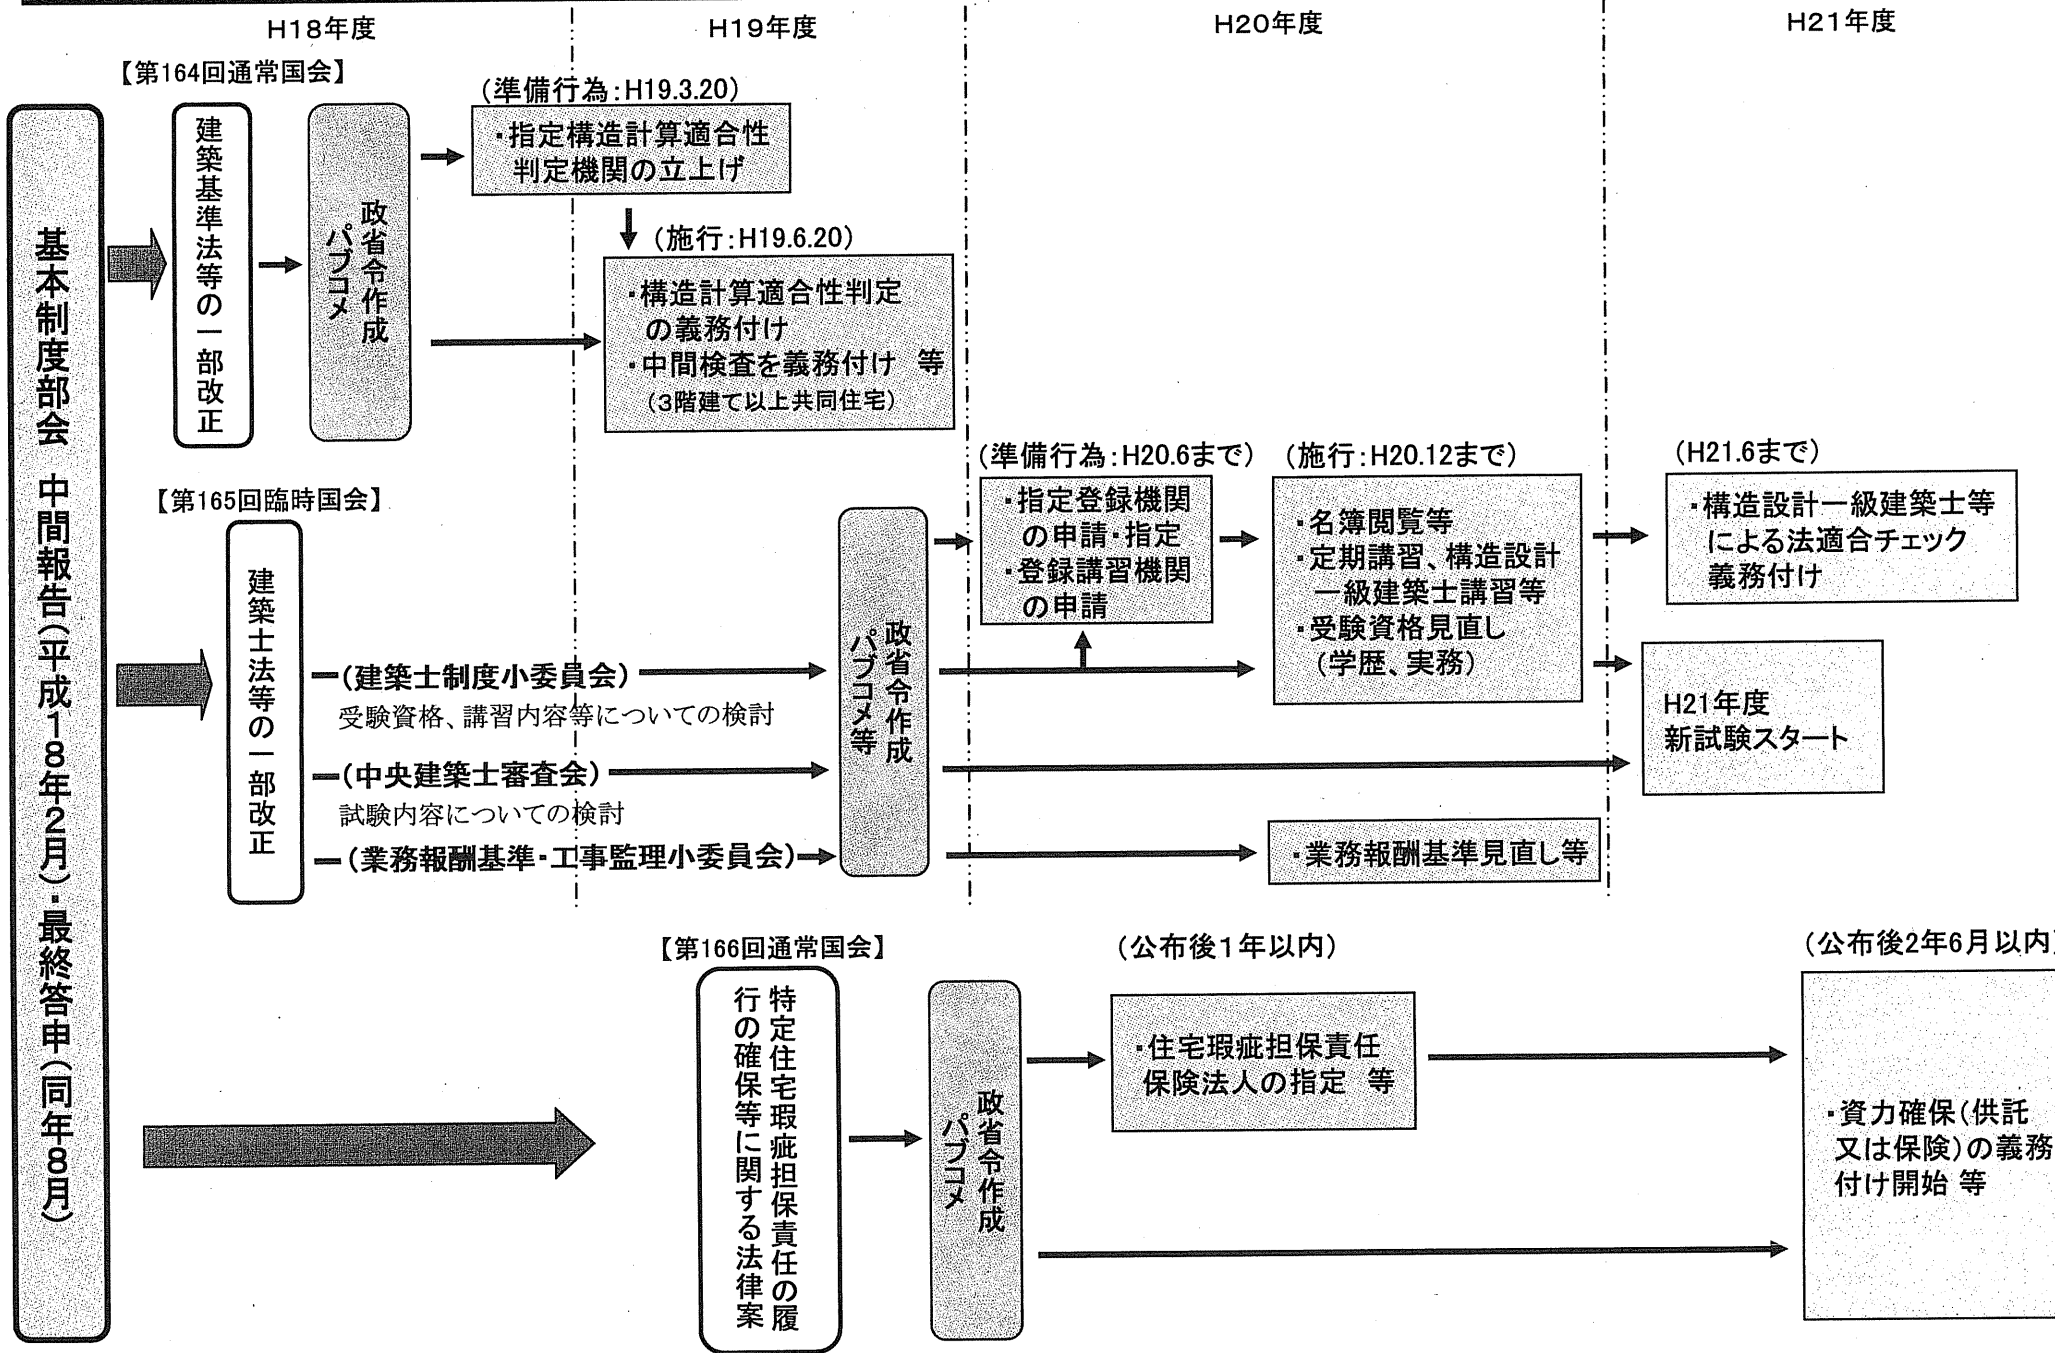 H18年度
H19年度
H20年度
H21年度
基本制度部会　中間報告(平成18年2月)・最終答申(同年8月)
【第164回通常国会】
建築基準法等の一部改正
政省令作成
パブコメ
(準備行為:H19.3.20)
・指定構造計算適合性
判定機関の立上げ
(施行:H19.6.20)
・構造計算適合性判定
の義務付け
・中間検査を義務付け　等
(3階建て以上共同住宅)
【第165回臨時国会】
建築士法等の一部改正
(建築士制度小委員会)
受験資格、講習内容等についての検討
(中央建築士審査会)
試験内容についての検討
(業務報酬基準・工事監理小委員会)
政省令作成
パブコメ等
(準備行為:H20.6まで)
・指定登録機関
の申請・指定
・登録講習機関
の申請
(施行:H20.12まで)
・名簿閲覧等
・定期講習、構造設計
一級建築士講習等
・受験資格見直し
(学歴、実務)
(H21.6まで)
・構造設計一級建築士等
による法適合チェック
義務付け
H21年度
新試験スタート
・業務報酬基準見直し等
【第166回通常国会】
特定住宅瑕疵担保責任の履
行の確保等に関する法律案
政省令作成
パブコメ
(公布後1年以内)
・住宅瑕疵担保責任
保険法人の指定　等
(公布後2年6月以内)
・資力確保(供託
又は保険)の義務
付け開始 等